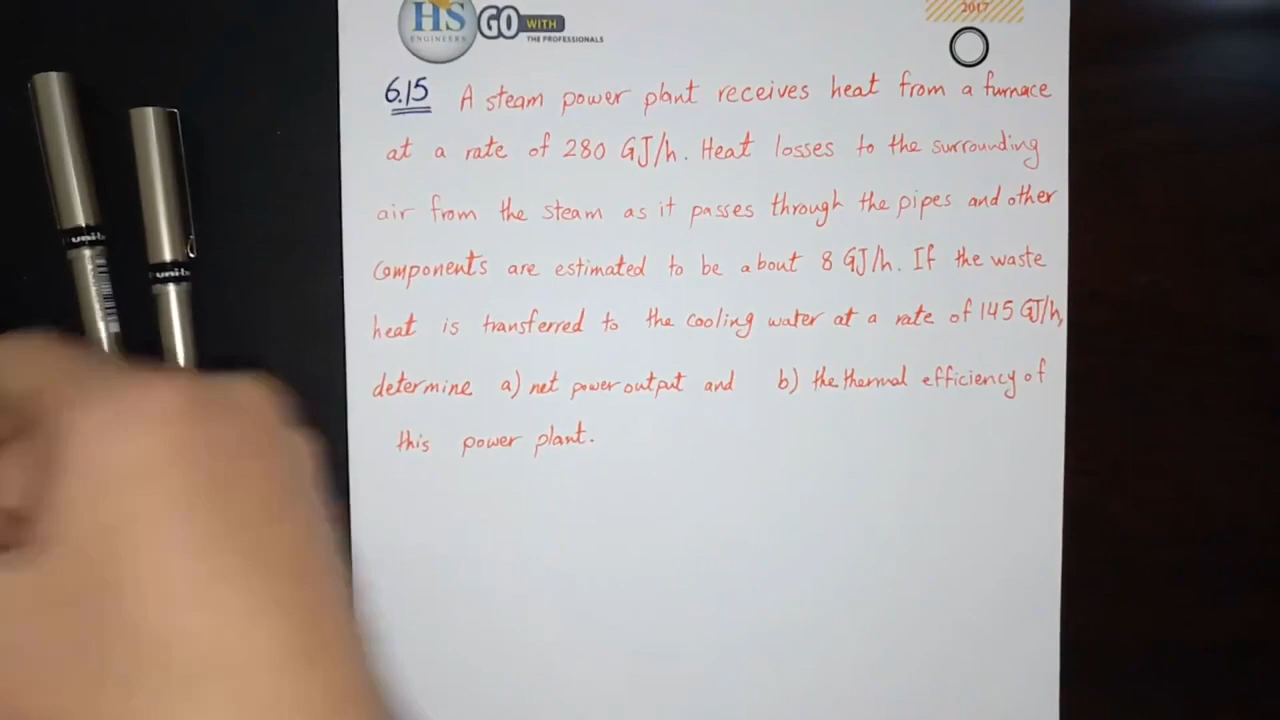 HS
ENGINEERS
GO WITH
THE PROFESSIONALS
2017
6.15 A steam power plant receives heat from a furnace
at a rate of 280 GJ/h. Heat losses to the surrounding
air from the steam as it passes through the pipes and other
components are estimated to be about 8 GJ/h. If the waste
heat is transferred to the cooling water at a rate of 145 GJ/h,
determine a) net power output and b) the thermal efficiency of
this power plant.